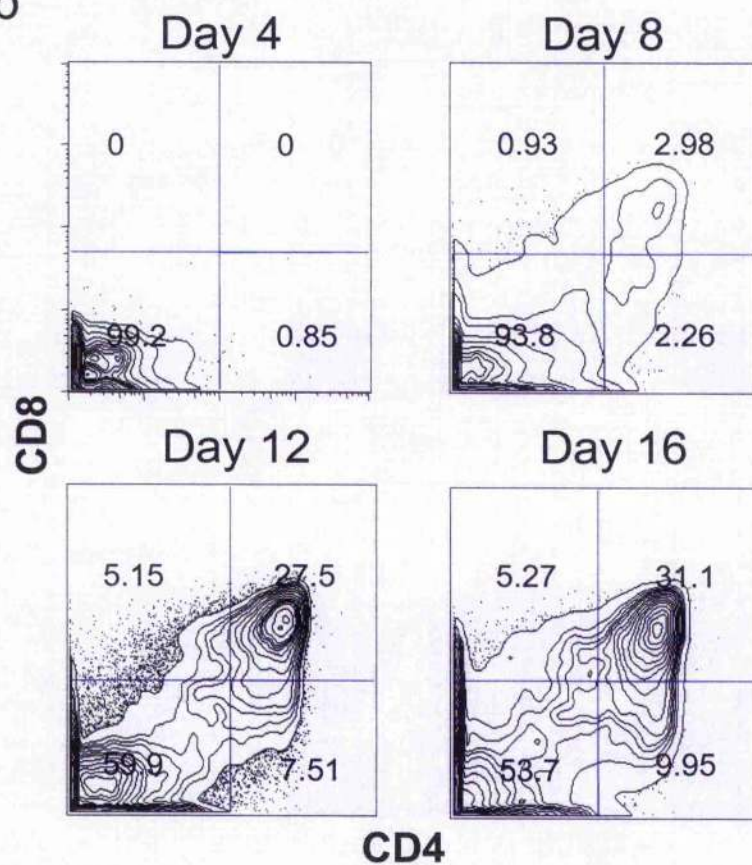 Day 4 Day 8
0 0 0.93 2.98
99.2 0.85 93.8 2.26
CD8
Day 12 Day 16
5.15 27.5 5.27 31.1
59.9 7.51 53.7 9.95
CD4